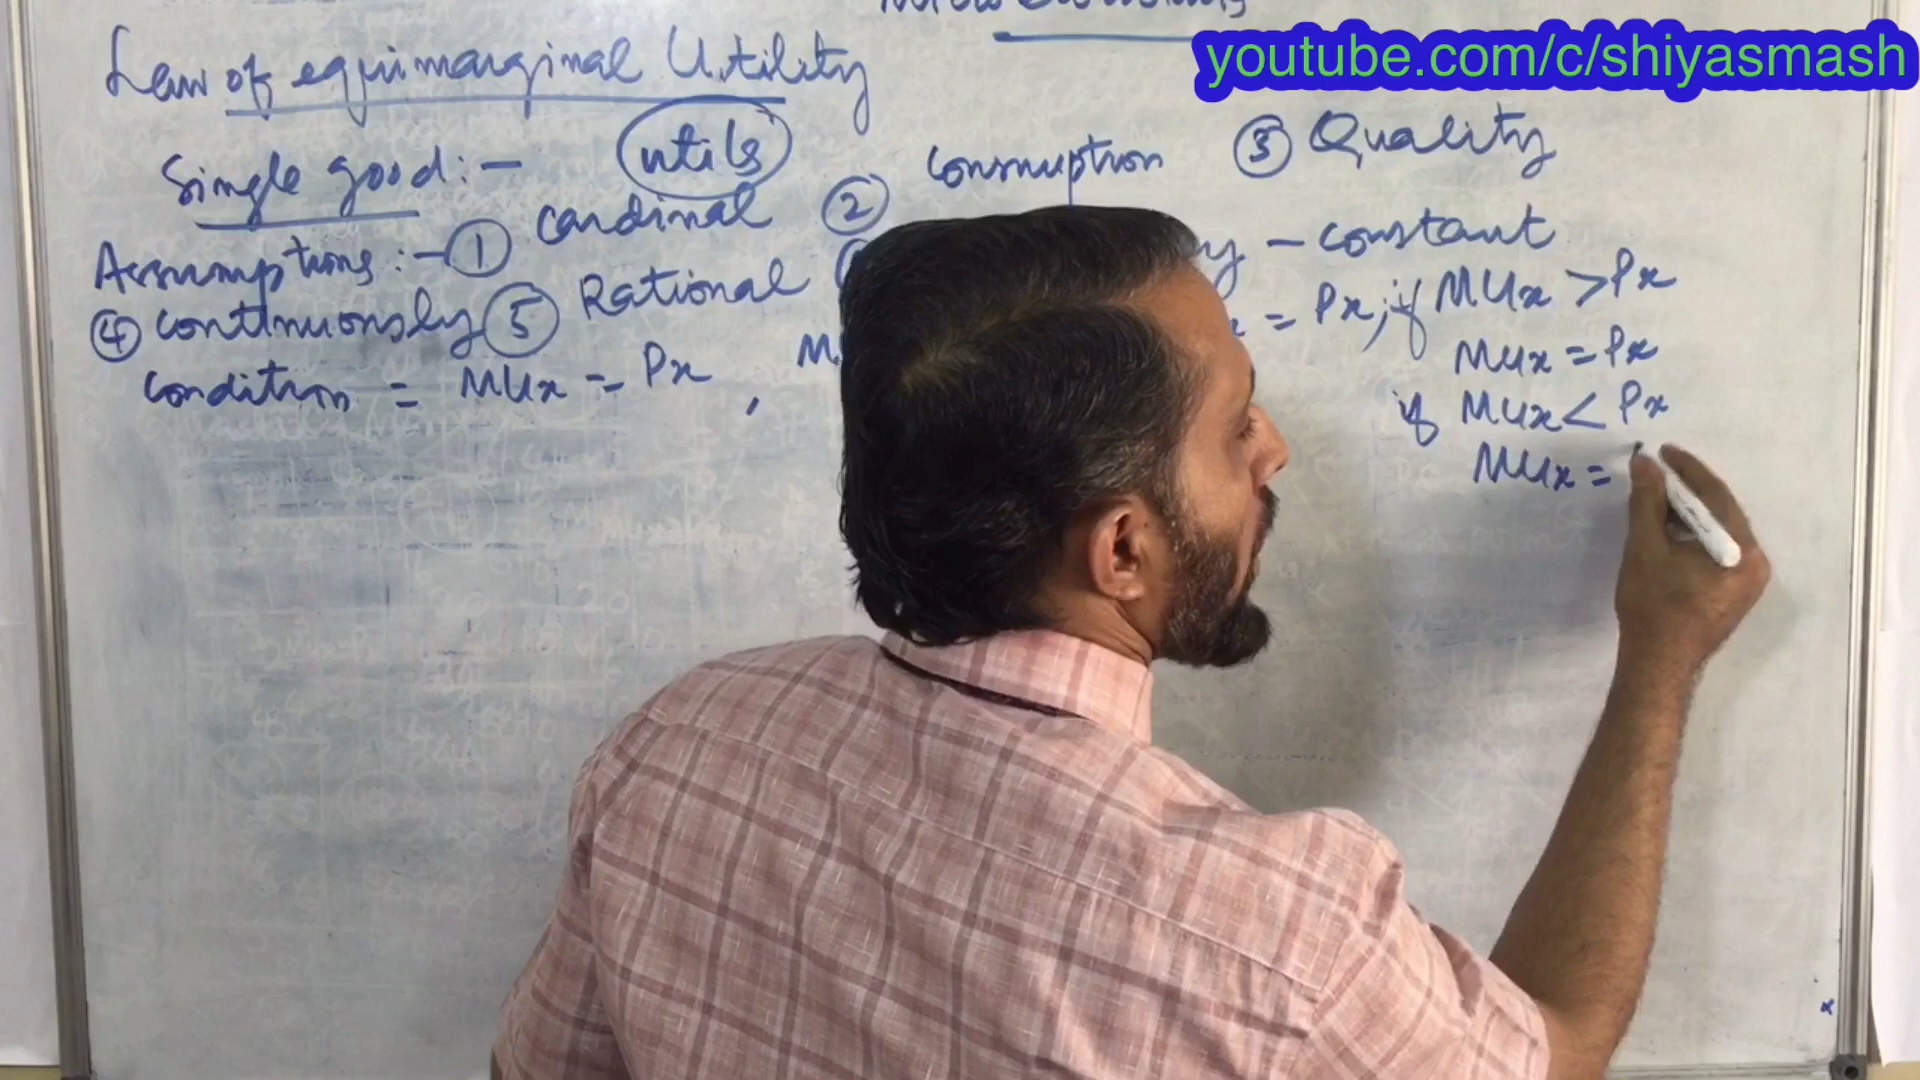 youtube.com/c/shiyasmash
Law of equimarginal Utility
Single good :- utils
Consnuption ③ Quality
Assumptions :- ① Cardinal ②
y - constant
④ continuously ⑤ Rational
= Px, if MUx > Px
MUx = Px
condition = MUx = Px ,
if MUx < Px
MUx =